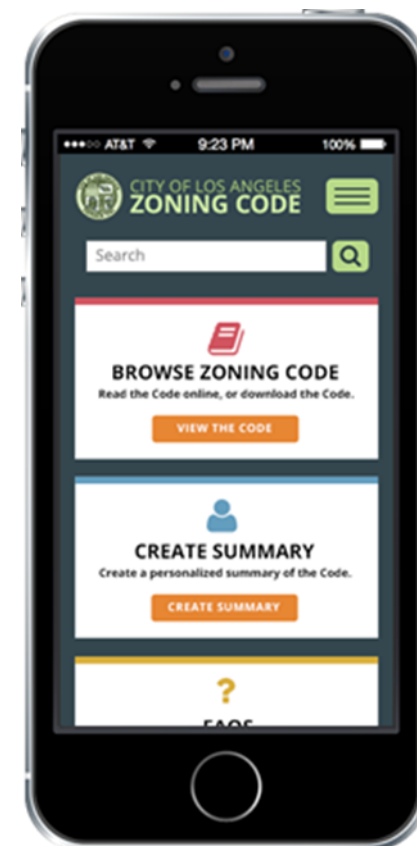 AT&T 9:23 PM 100%
CITY OF LOS ANGELES
ZONING CODE
Search
BROWSE ZONING CODE
Read the Code online, or download the Code.
VIEW THE CODE
CREATE SUMMARY
Create a personalized summary of the Code.
CREATE SUMMARY
?
FAQS